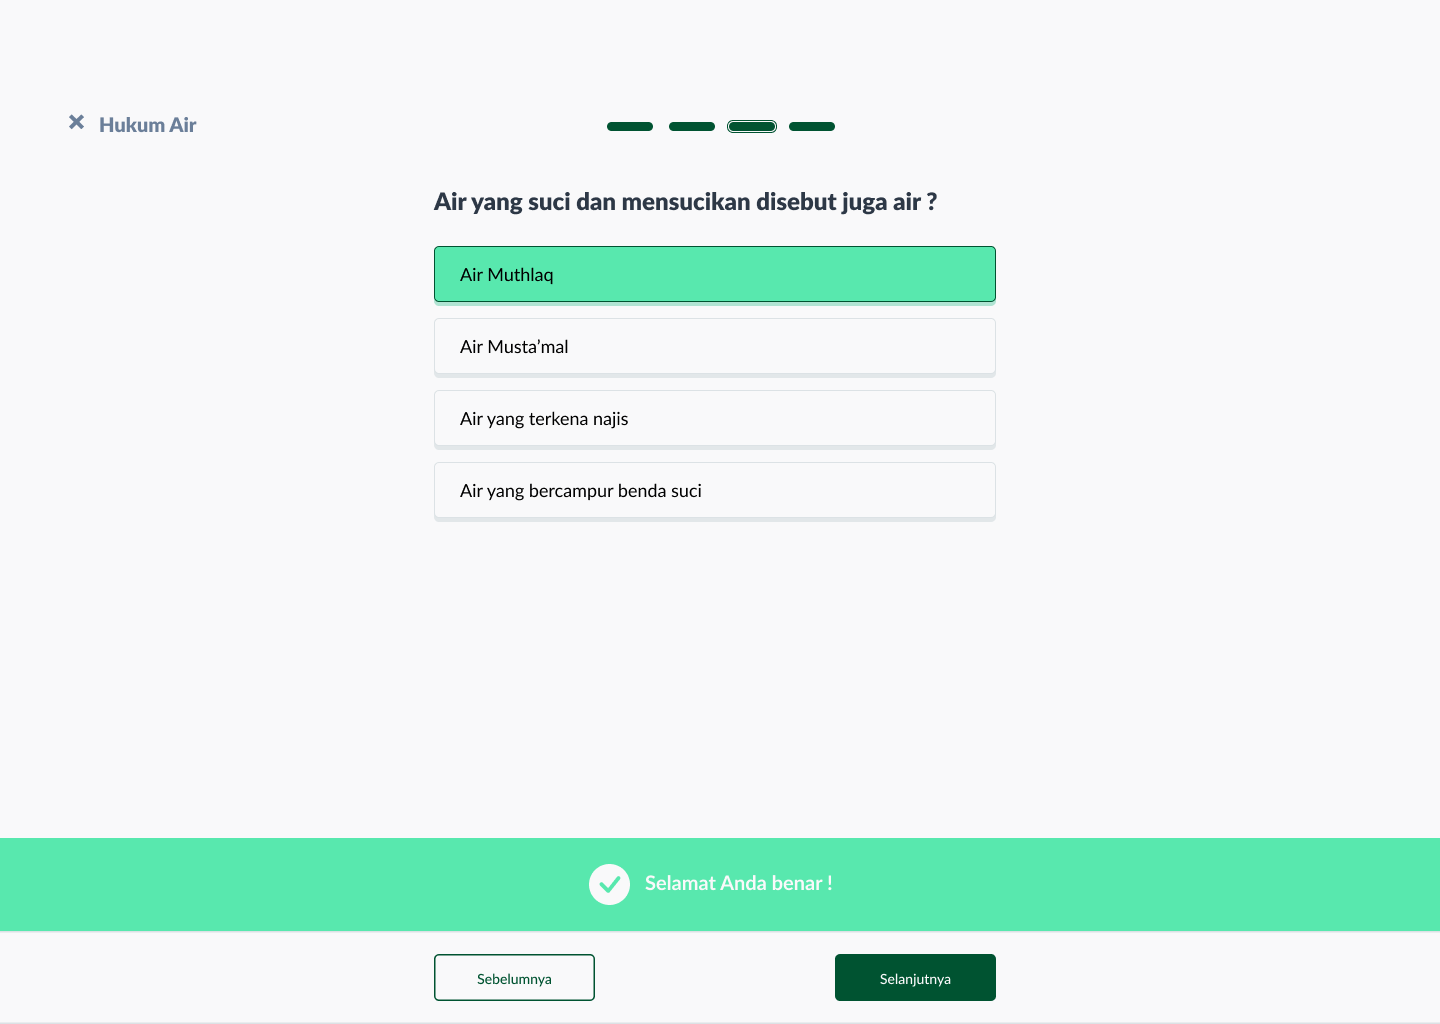 Hukum Air
Air yang suci dan mensucikan disebut juga air ?
Air Muthlaq
Air Musta’mal
Air yang terkena najis
Air yang bercampur benda suci
Selamat Anda benar !
Sebelumnya
Selanjutnya